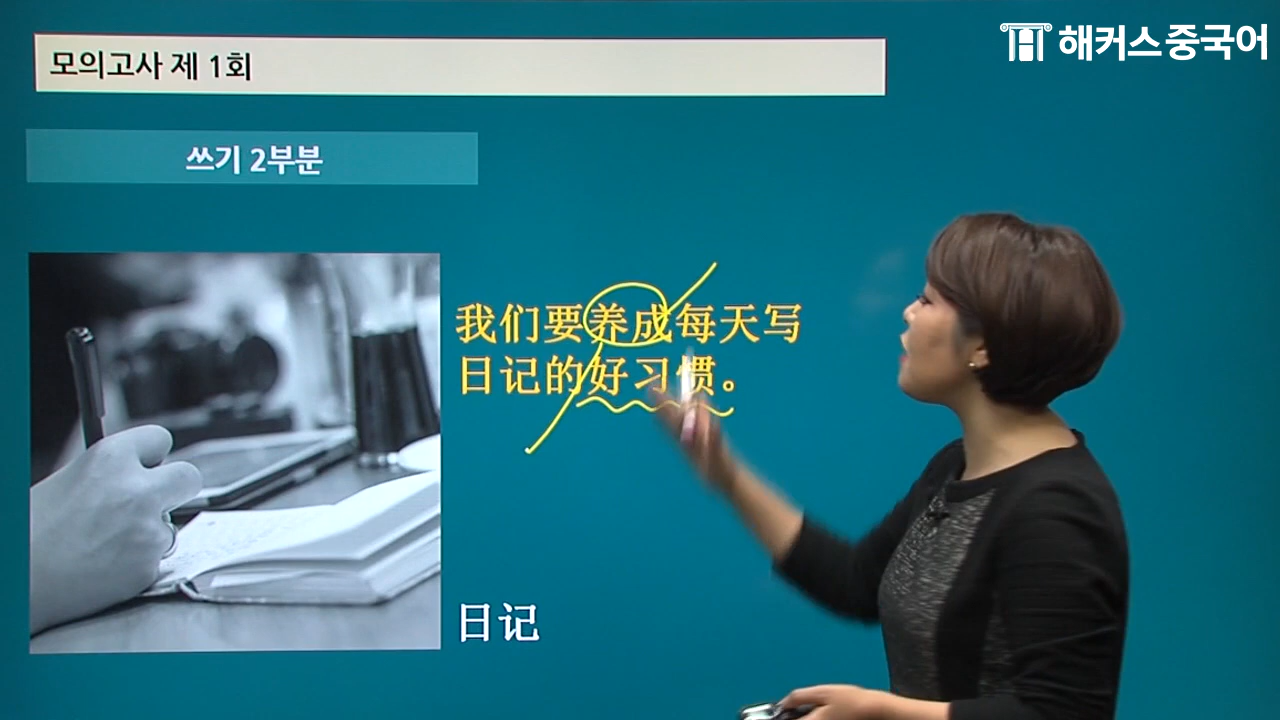 해커스중국어
모의고사 제 1회
쓰기 2부분
我们要养成每天写
日记的好习惯。
日记